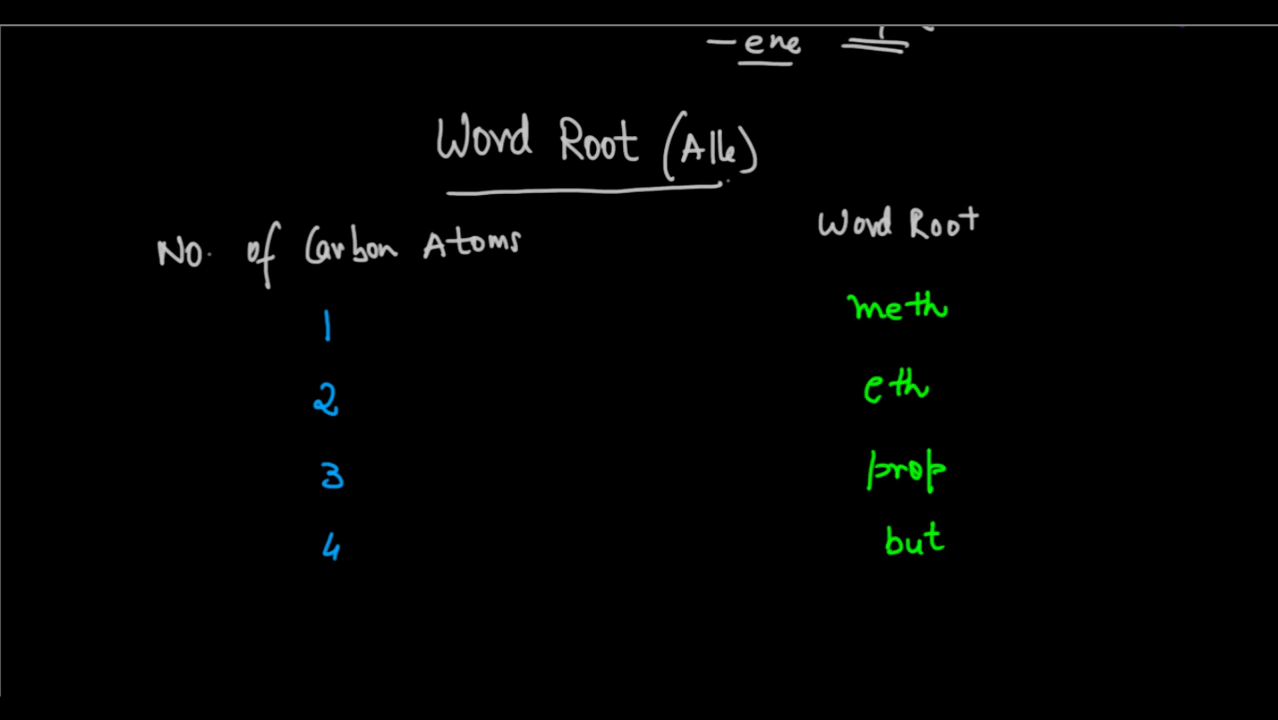 -ene
Word Root (Alk)
No. of Carbon Atoms Word Root
1 meth
2 eth
3 prop
4 but